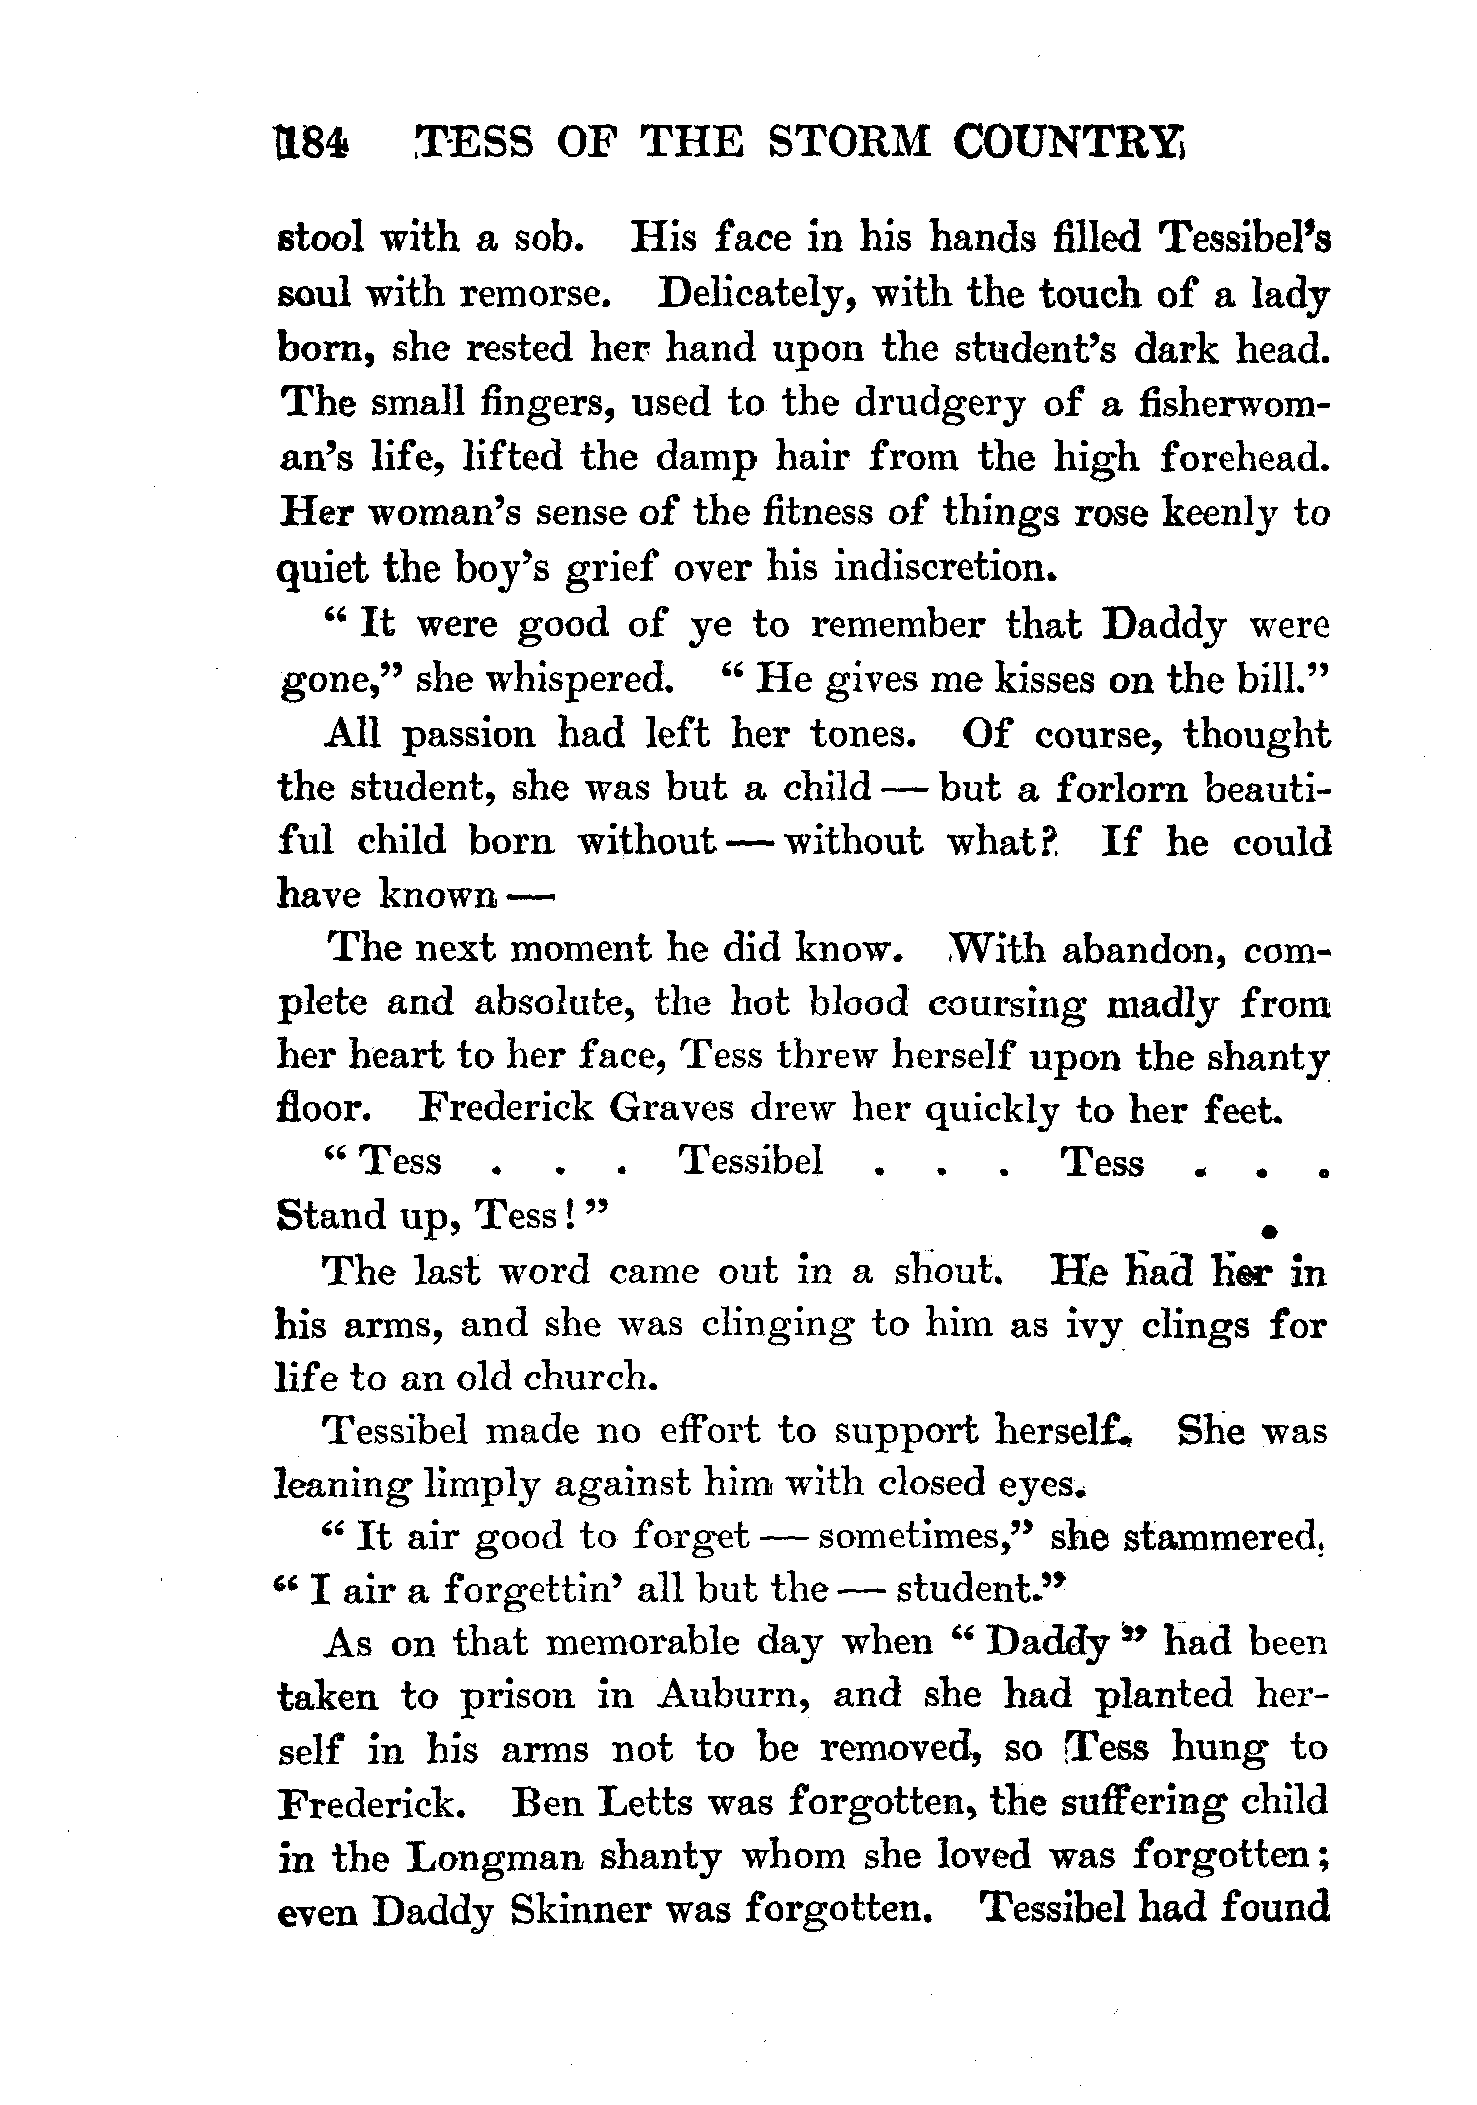 184 TESS OF THE STORM COUNTRY
stool with a sob. His face in his hands filled Tessibel's
soul with remorse. Delicately, with the touch of a lady
born, she rested her hand upon the student's dark head.
The small fingers, used to the drudgery of a fisherwom-
an's life, lifted the damp hair from the high forehead.
Her woman's sense of the fitness of things rose keenly to
quiet the boy's grief over his indiscretion.
“ It were good of ye to remember that Daddy were
gone,” she whispered. “ He gives me kisses on the bill.”
All passion had left her tones. Of course, thought
the student, she was but a child — but a forlorn beauti-
ful child born without — without what? If he could
have known —
The next moment he did know. With abandon, com-
plete and absolute, the hot blood coursing madly from
her heart to her face, Tess threw herself upon the shanty
floor. Frederick Graves drew her quickly to her feet.
“ Tess . . . Tessibel . . . Tess . . .
Stand up, Tess! ”
The last word came out in a shout. He had her in
his arms, and she was clinging to him as ivy clings for
life to an old church.
Tessibel made no effort to support herself. She was
leaning limply against him with closed eyes.
“ It air good to forget — sometimes,” she stammered.
“ I air a forgettin’ all but the — student.”
As on that memorable day when “ Daddy ” had been
taken to prison in Auburn, and she had planted her-
self in his arms not to be removed, so Tess hung to
Frederick. Ben Letts was forgotten, the suffering child
in the Longman shanty whom she loved was forgotten;
even Daddy Skinner was forgotten. Tessibel had found